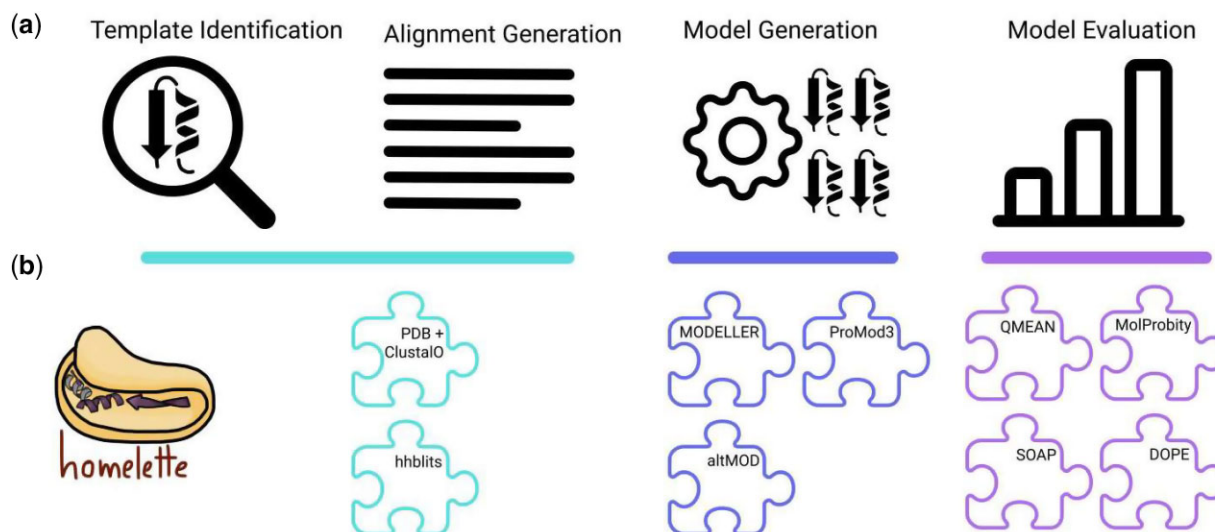 (a)
Template Identification
Alignment Generation
Model Generation
Model Evaluation
(b)
PDB +
ClustalO
MODELLER
ProMod3
QMEAN
MolProbity
homelette
hhblits
altMOD
SOAP
DOPE